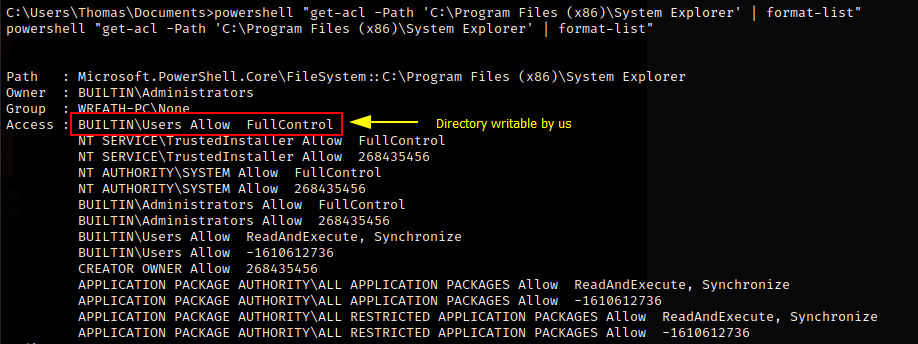 C:\Users\Thomas\Documents>powershell "get-acl -Path 'C:\Program Files (x86)\System Explorer' | format-list"
powershell "get-acl -Path 'C:\Program Files (x86)\System Explorer' | format-list"
Path   : Microsoft.PowerShell.Core\FileSystem::C:\Program Files (x86)\System Explorer
Owner  : BUILTIN\Administrators
Group  : WREATH-PC\None
Access : BUILTIN\Users Allow  FullControl
Directory writable by us
NT SERVICE\TrustedInstaller Allow  FullControl
NT SERVICE\TrustedInstaller Allow  268435456
NT AUTHORITY\SYSTEM Allow  FullControl
NT AUTHORITY\SYSTEM Allow  268435456
BUILTIN\Administrators Allow  FullControl
BUILTIN\Administrators Allow  268435456
BUILTIN\Users Allow  ReadAndExecute, Synchronize
BUILTIN\Users Allow  -1610612736
CREATOR OWNER Allow  268435456
APPLICATION PACKAGE AUTHORITY\ALL APPLICATION PACKAGES Allow  ReadAndExecute, Synchronize
APPLICATION PACKAGE AUTHORITY\ALL APPLICATION PACKAGES Allow  -1610612736
APPLICATION PACKAGE AUTHORITY\ALL RESTRICTED APPLICATION PACKAGES Allow  ReadAndExecute, Synchronize
APPLICATION PACKAGE AUTHORITY\ALL RESTRICTED APPLICATION PACKAGES Allow  -1610612736